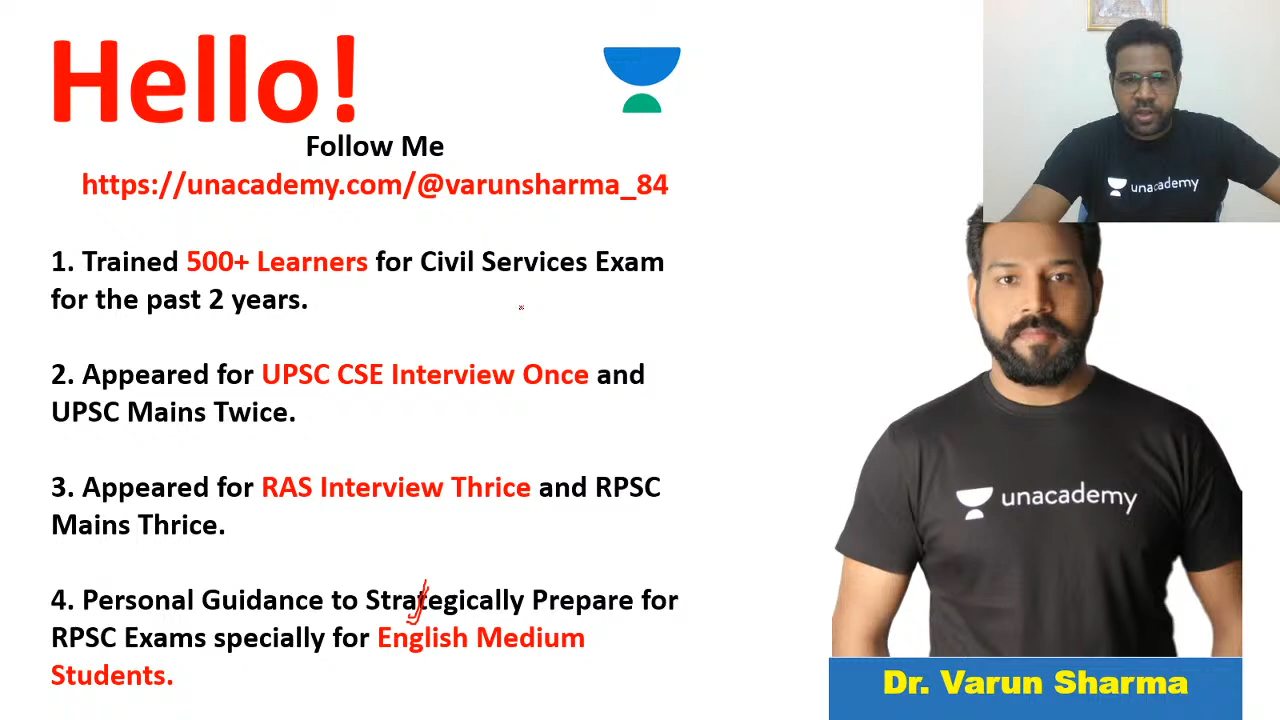 Hello!
Follow Me
https://unacademy.com/@varunsharma_84
1. Trained 500+ Learners for Civil Services Exam
for the past 2 years.
2. Appeared for UPSC CSE Interview Once and
UPSC Mains Twice.
3. Appeared for RAS Interview Thrice and RPSC
Mains Thrice.
4. Personal Guidance to Strategically Prepare for
RPSC Exams specially for English Medium
Students.
unacademy
unacademy
Dr. Varun Sharma